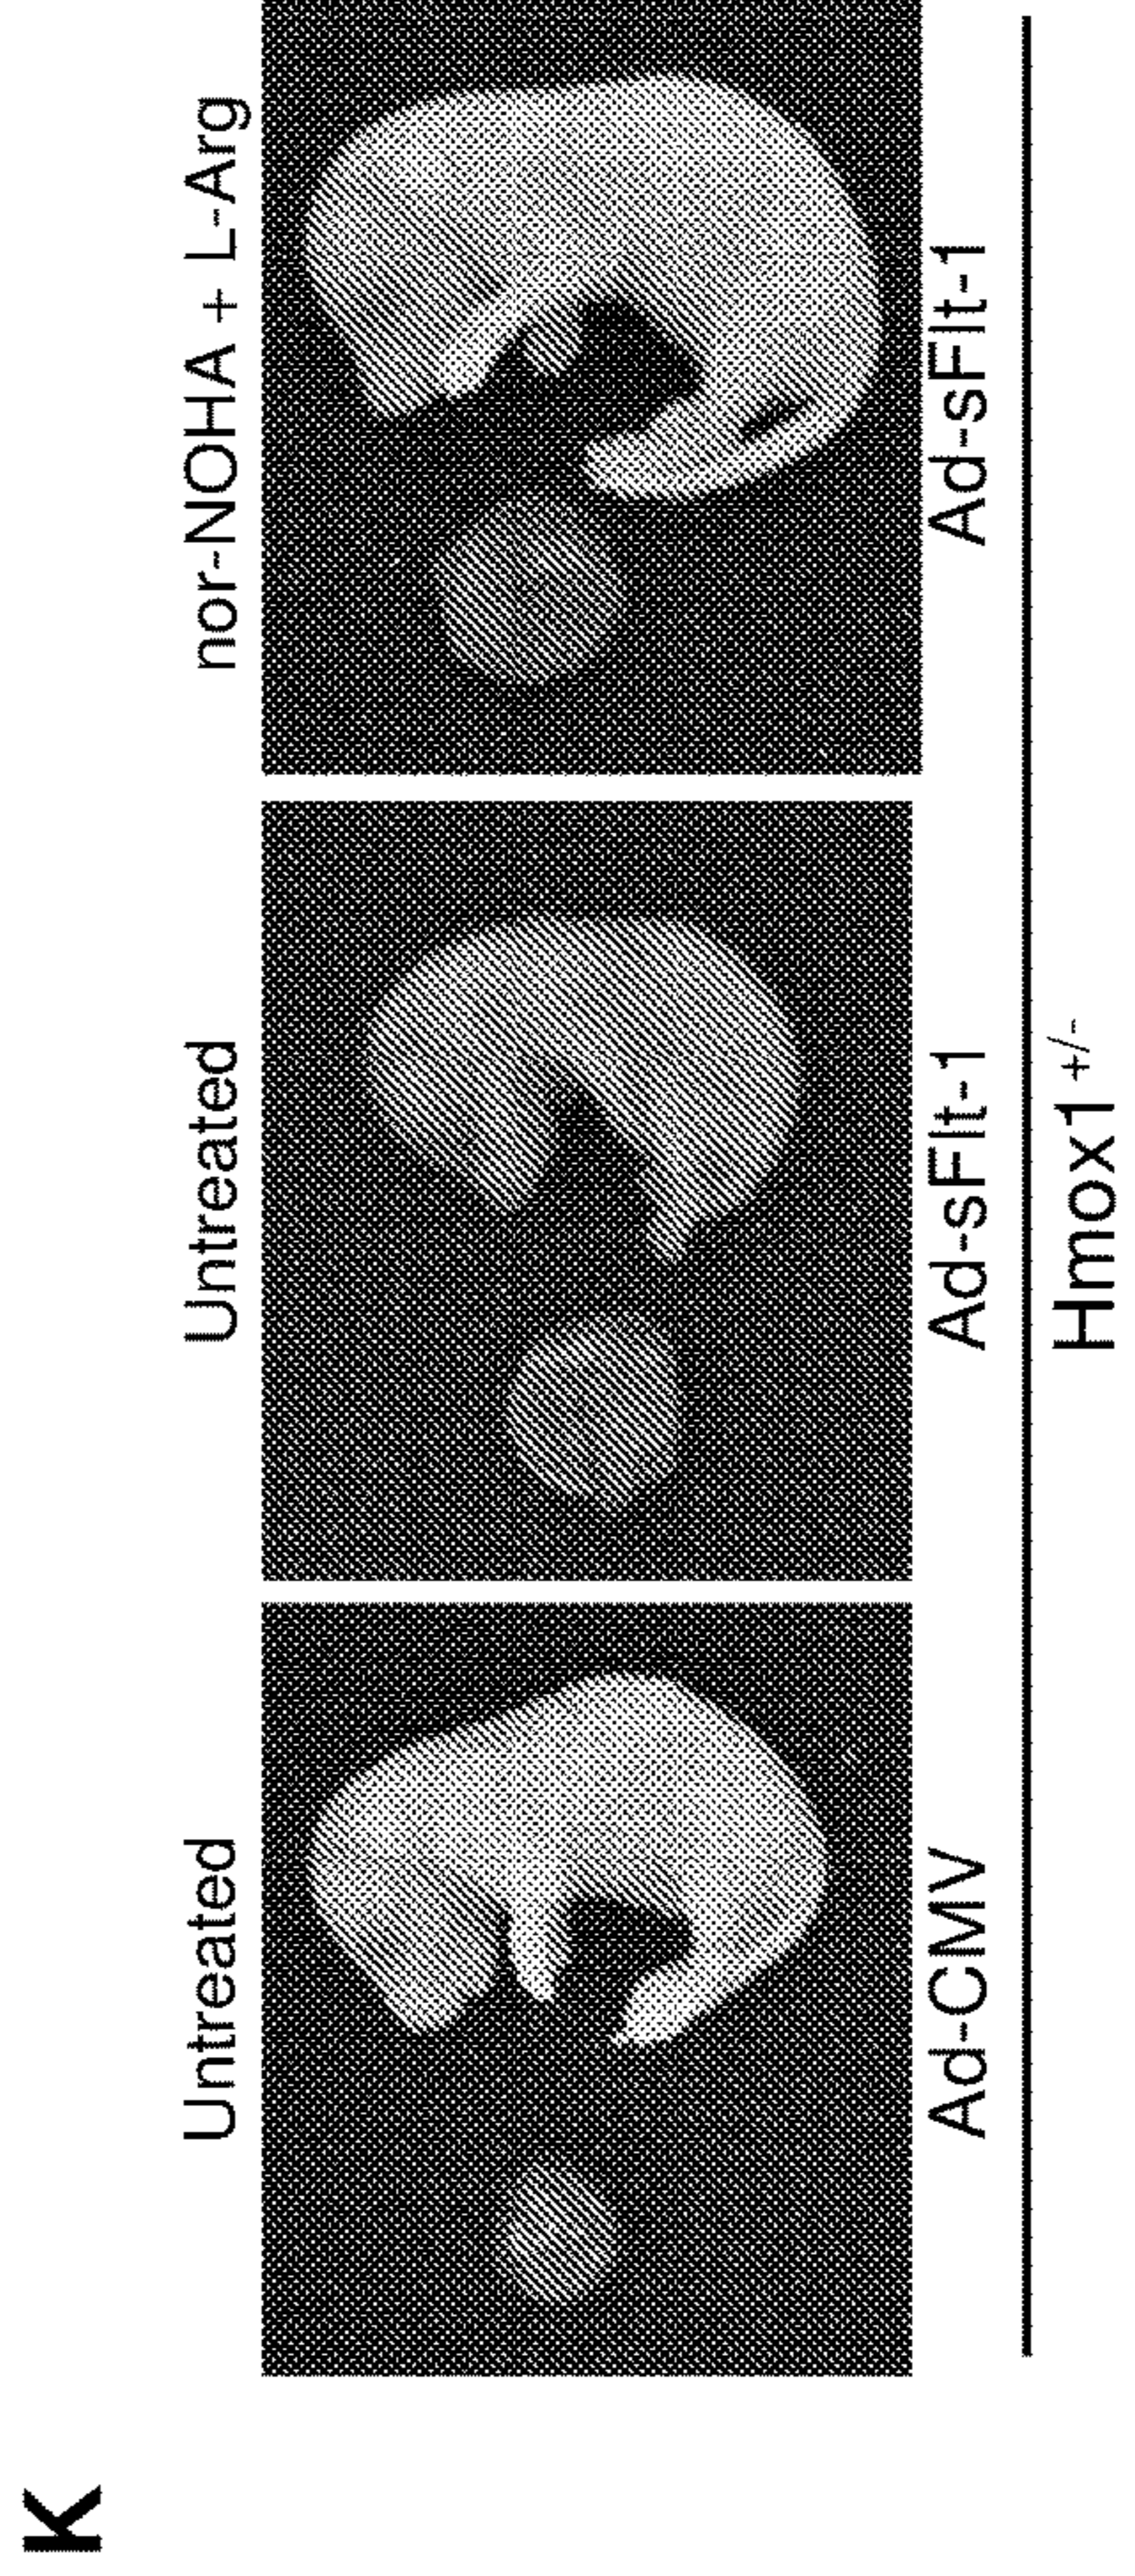 K
Untreated Untreated nor-NOHA + L-Arg
Ad-CMV Ad-sFlt-1 Ad-sFlt-1
Hmox1 +/-